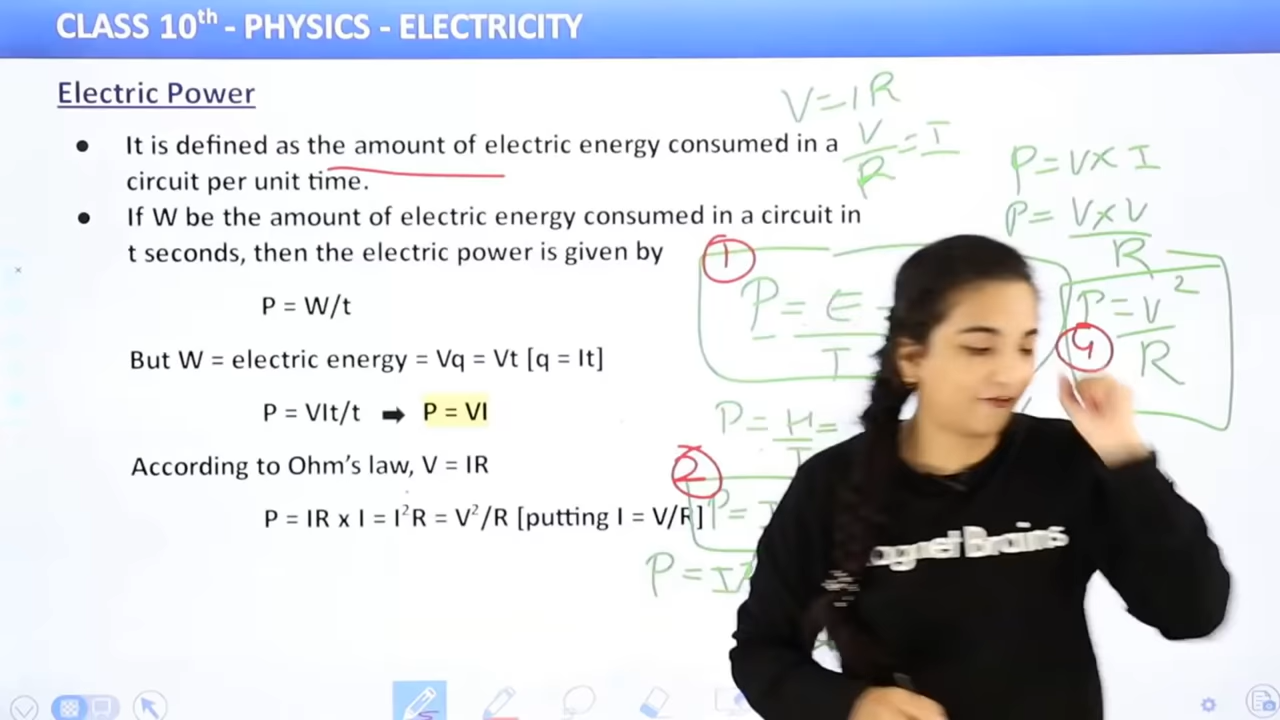 CLASS 10th - PHYSICS - ELECTRICITY
Electric Power
● It is defined as the amount of electric energy consumed in a
circuit per unit time.
● If W be the amount of electric energy consumed in a circuit in
t seconds, then the electric power is given by
P = W/t
But W = electric energy = Vq = Vt [q = It]
P = VIt/t ➡ P = VI
According to Ohm's law, V = IR
P = IR x I = I²R = V²/R [putting I = V/R]
V = IR
V/R = I
P = V x I
P = V x V/R
① P = E/T
④ P = V²/R
P = H/T =
② P = I
P = I
agnetBrains